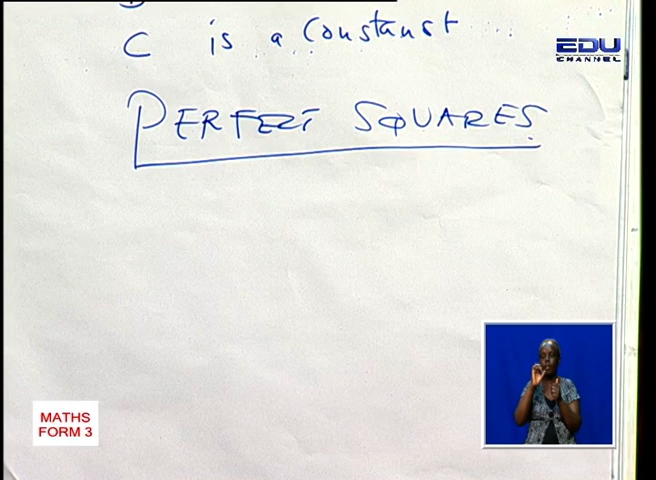 C is a Constant
PERFECT SQUARES
EDU
CHANNEL
MATHS
FORM 3